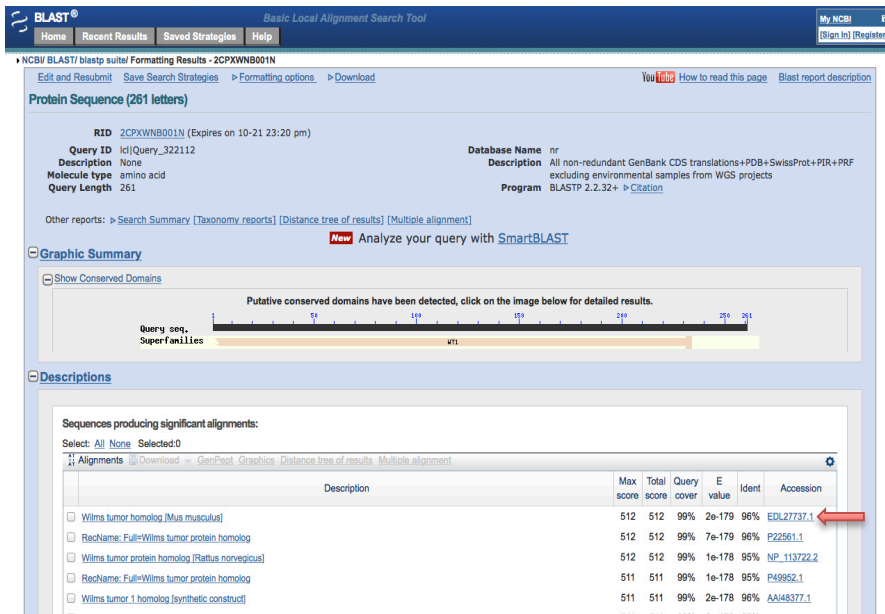 BLAST® Basic Local Alignment Search Tool
My NCBI
Home Recent Results Saved Strategies Help
[Sign In] [Register
NCBI/ BLAST/ blastp suite/ Formatting Results - 2CPXWNB001N
Edit and Resubmit Save Search Strategies Formatting options Download
YouTube How to read this page Blast report description
Protein Sequence (261 letters)
RID 2CPXWNB001N (Expires on 10-21 23:20 pm)
Query ID lcl|Query_322112
Description None
Molecule type amino acid
Query Length 261
Database Name nr
Description All non-redundant GenBank CDS translations+PDB+SwissProt+PIR+PRF
excluding environmental samples from WGS projects
Program BLASTP 2.2.32+ Citation
Other reports: Search Summary [Taxonomy reports] [Distance tree of results] [Multiple alignment]
New Analyze your query with SmartBLAST
Graphic Summary
Show Conserved Domains
Putative conserved domains have been detected, click on the image below for detailed results.
1 50 100 150 200 250 261
Query seq.
Superfamilies WT1
Descriptions
Sequences producing significant alignments:
Select: All None Selected:0
Alignments Download GenPept Graphics Distance tree of results Multiple alignment
Description Max score Total score Query cover E value Ident Accession
Wilms tumor homolog [Mus musculus] 512 512 99% 2e-179 96% EDL27737.1
RecName: Full=Wilms tumor protein homolog 512 512 99% 7e-179 96% P22561.1
Wilms tumor protein homolog [Rattus norvegicus] 512 512 99% 1e-178 95% NP_113722.2
RecName: Full=Wilms tumor protein homolog 511 511 99% 1e-178 95% P49952.1
Wilms tumor 1 homolog [synthetic construct] 511 511 99% 2e-178 96% AAI48377.1